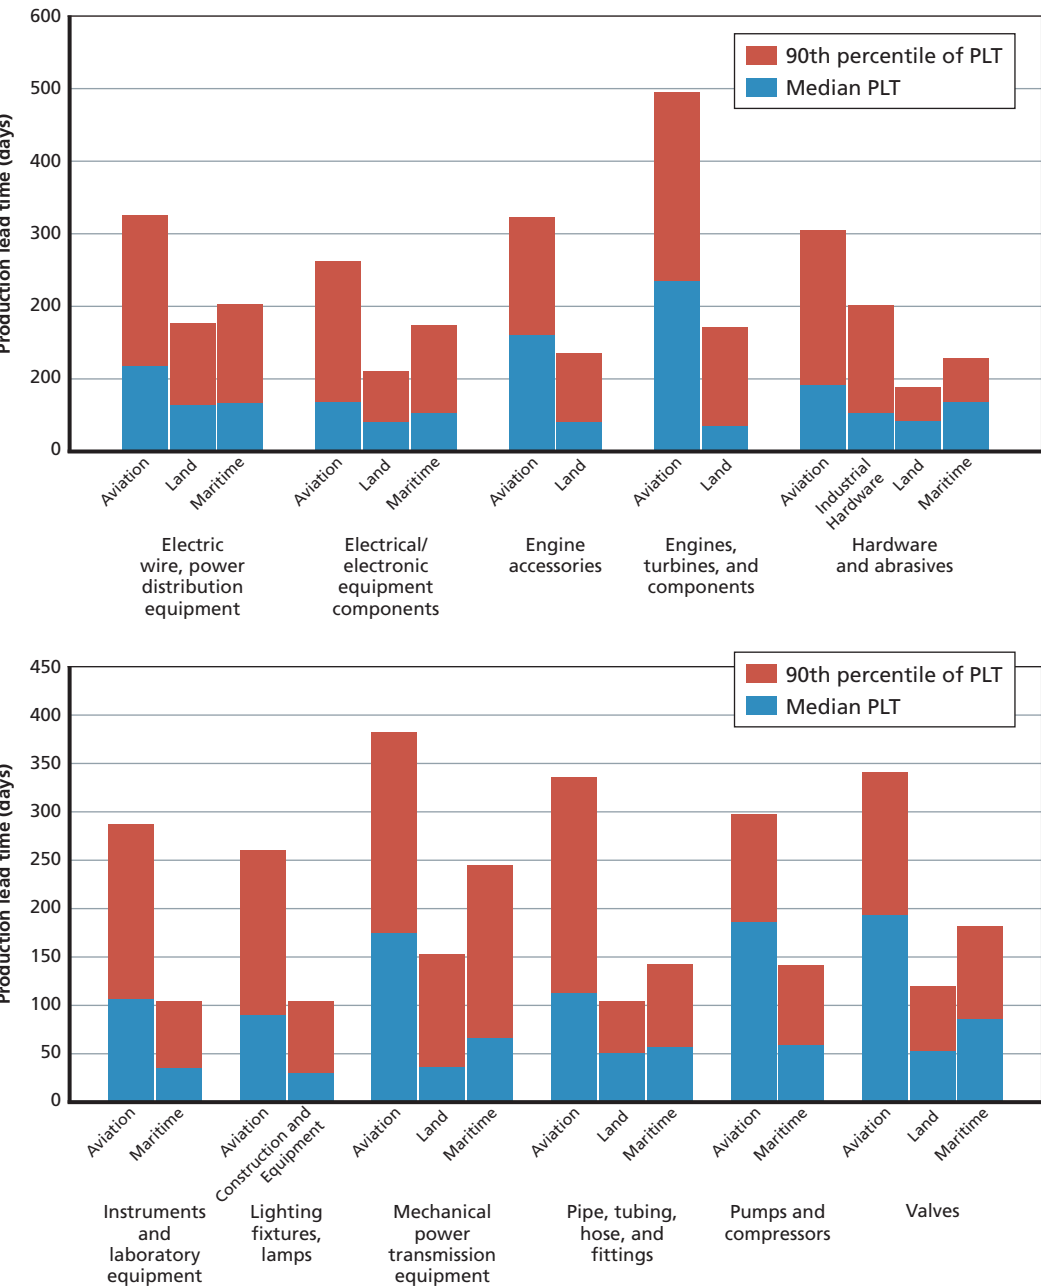 600
500
400
300
200
200
0
Production lead time (days)
90th percentile of PLT
Median PLT
Aviation
Land
Maritime
Aviation
Land
Maritime
Aviation
Land
Aviation
Land
Aviation
Industrial
Hardware
Land
Maritime
Electric
wire, power
distribution
equipment
Electrical/
electronic
equipment
components
Engine
accessories
Engines,
turbines, and
components
Hardware
and abrasives
450
400
350
300
250
200
150
100
50
0
Production lead time (days)
90th percentile of PLT
Median PLT
Aviation
Maritime
Aviation
Construction and
Equipment
Aviation
Land
Maritime
Aviation
Land
Maritime
Aviation
Maritime
Aviation
Land
Maritime
Instruments
and
laboratory
equipment
Lighting
fixtures,
lamps
Mechanical
power
transmission
equipment
Pipe, tubing,
hose, and
fittings
Pumps and
compressors
Valves